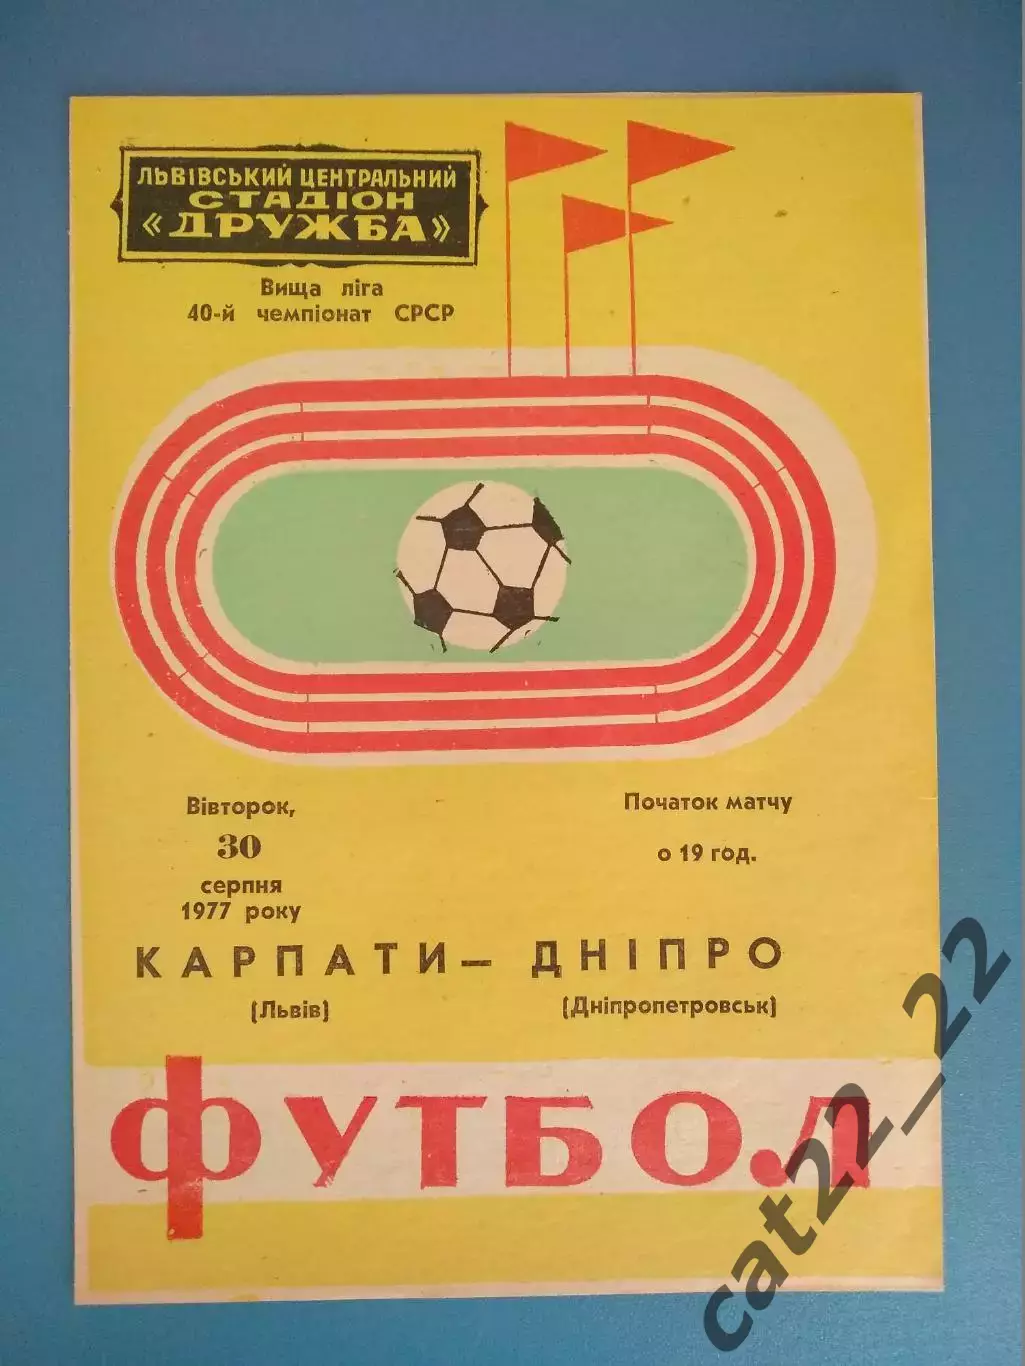 ЛЬВІВСЬКИЙ ЦЕНТРАЛЬНИЙ
СТАДІОН
«ДРУЖБА»
Вища ліга
40-й чемпіонат СРСР
Вівторок,
30
серпня
1977 року
Початок матчу
о 19 год.
КАРПАТИ — ДНІПРО
(Львів) (Дніпропетровськ)
ФУТБОЛ
cat22_22